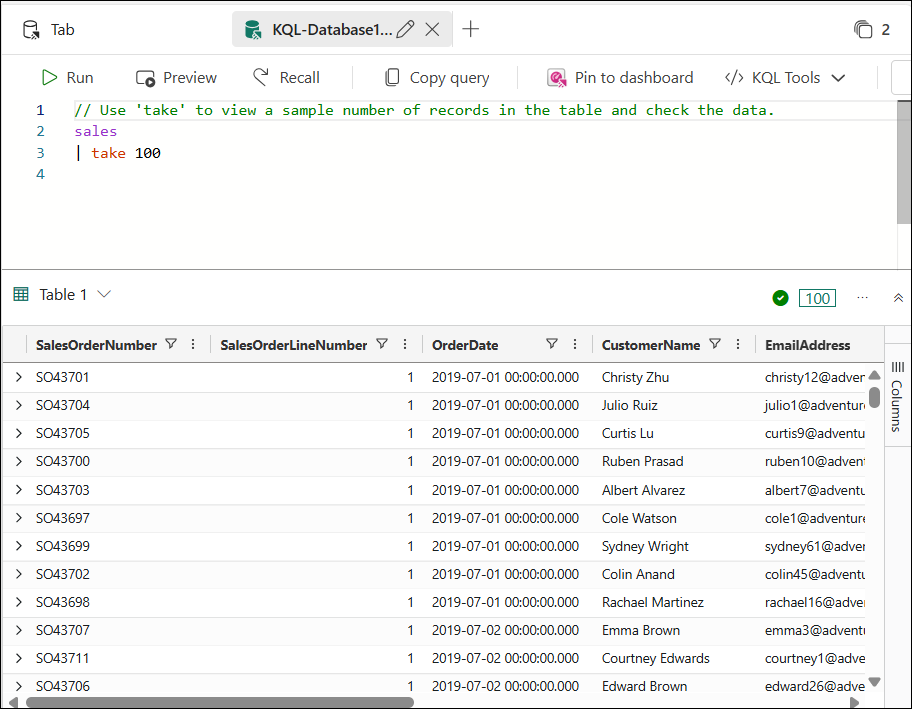 Tab KQL-Database1... 2
Run Preview Recall Copy query Pin to dashboard </> KQL Tools
1 // Use 'take' to view a sample number of records in the table and check the data.
2 sales
3 | take 100
4
Table 1 100 ...
SalesOrderNumber SalesOrderLineNumber OrderDate CustomerName EmailAddress
SO43701 1 2019-07-01 00:00:00.000 Christy Zhu christy12@adven
SO43704 1 2019-07-01 00:00:00.000 Julio Ruiz julio1@adventure
SO43705 1 2019-07-01 00:00:00.000 Curtis Lu curtis9@adventu
SO43700 1 2019-07-01 00:00:00.000 Ruben Prasad ruben10@advent
SO43703 1 2019-07-01 00:00:00.000 Albert Alvarez albert7@adventu
SO43697 1 2019-07-01 00:00:00.000 Cole Watson cole1@adventure
SO43699 1 2019-07-01 00:00:00.000 Sydney Wright sydney61@adven
SO43702 1 2019-07-01 00:00:00.000 Colin Anand colin45@adventu
SO43698 1 2019-07-01 00:00:00.000 Rachael Martinez rachael16@adve
SO43707 1 2019-07-02 00:00:00.000 Emma Brown emma3@advent
SO43711 1 2019-07-02 00:00:00.000 Courtney Edwards courtney1@adve
SO43706 1 2019-07-02 00:00:00.000 Edward Brown edward26@adve
Columns